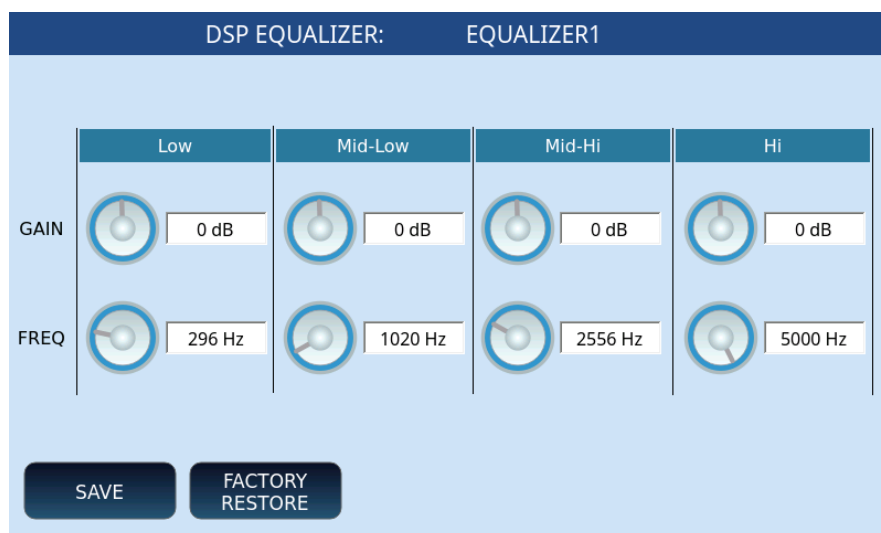 DSP EQUALIZER: EQUALIZER1
Low Mid-Low Mid-Hi Hi
GAIN 0 dB 0 dB 0 dB 0 dB
FREQ 296 Hz 1020 Hz 2556 Hz 5000 Hz
SAVE
FACTORY
RESTORE